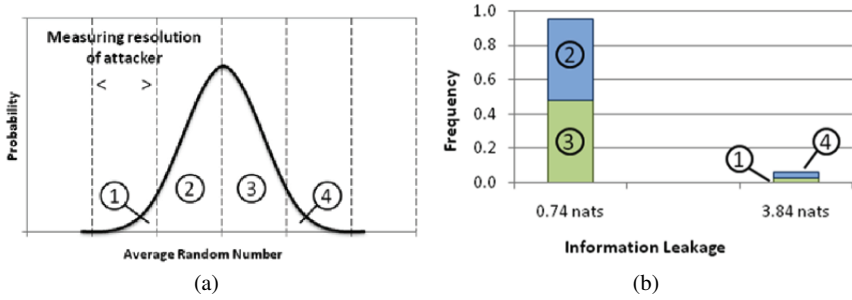 Measuring resolution
of attacker
< >
Probability
① ② ③ ④
Average Random Number
(a)
1.0
0.8
0.6
0.4
0.2
0.0
Frequency
②
③
① ④
0.74 nats 3.84 nats
Information Leakage
(b)